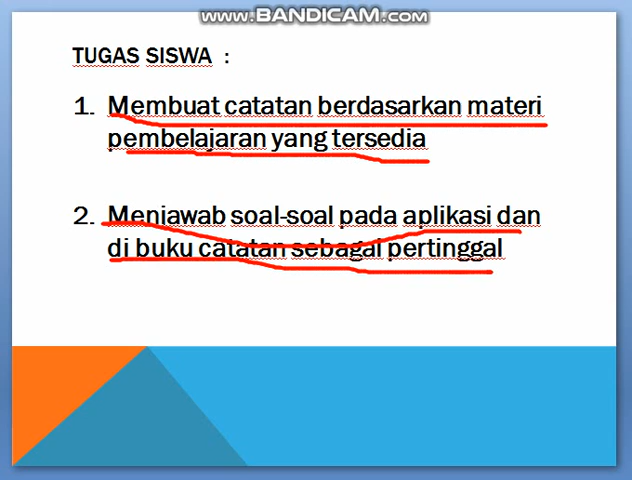 www.BANDICAM.com
TUGAS SISWA :
1. Membuat catatan berdasarkan materi
pembelajaran yang tersedia
2. Menjawab soal-soal pada aplikasi dan
di buku catatan sebagai pertinggal